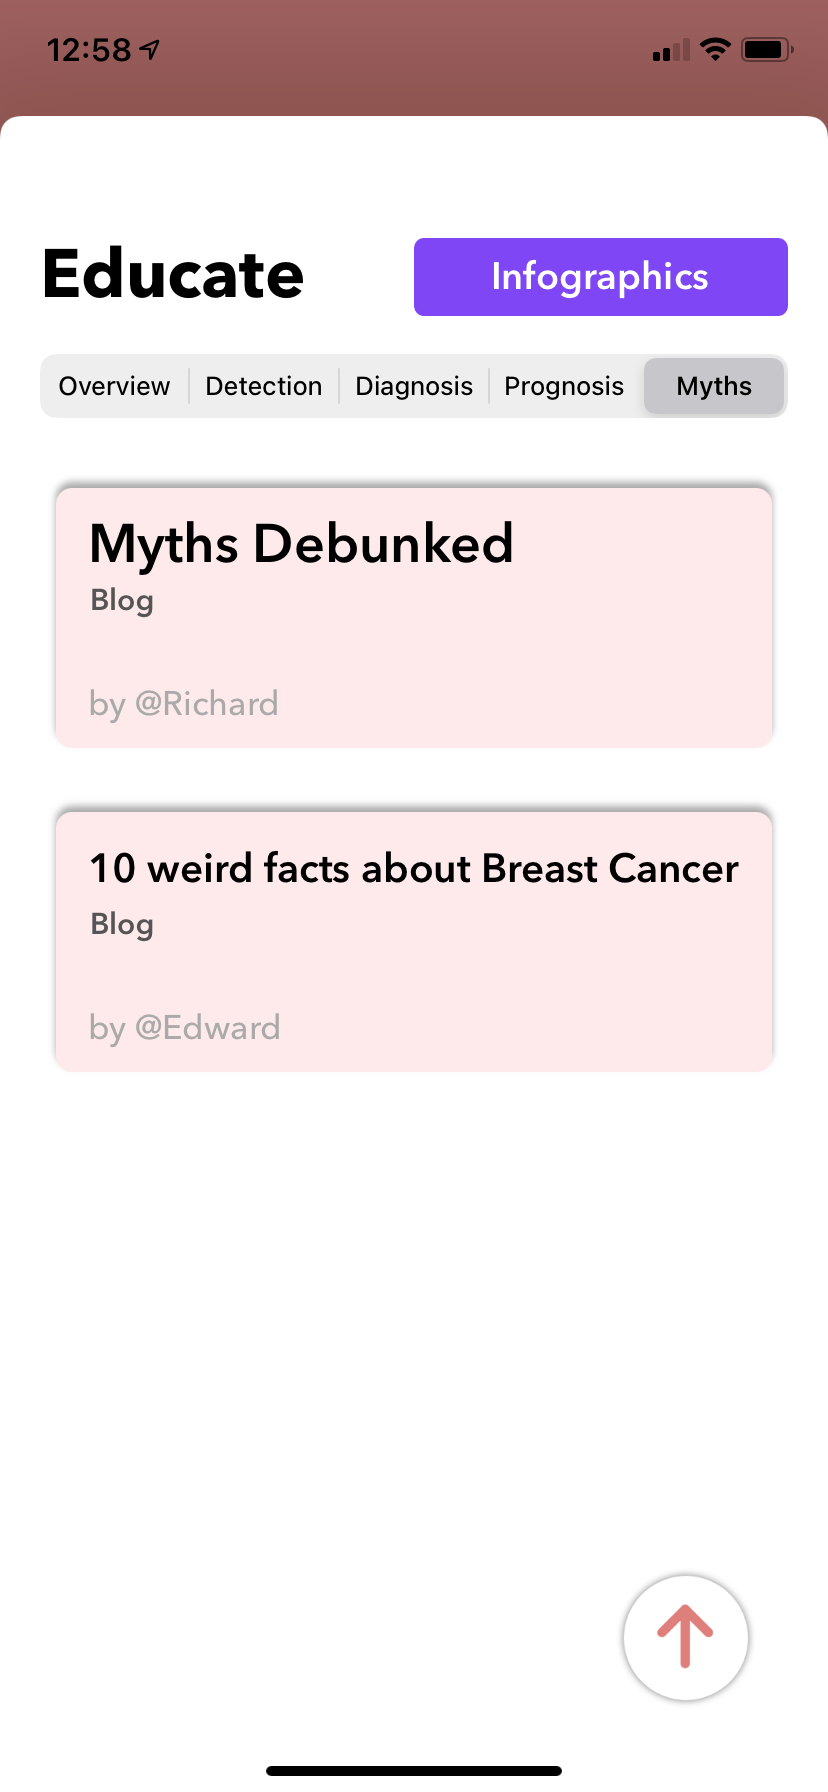 12:58
Educate
Infographics
Overview Detection Diagnosis Prognosis Myths
Myths Debunked
Blog
by @Richard
10 weird facts about Breast Cancer
Blog
by @Edward